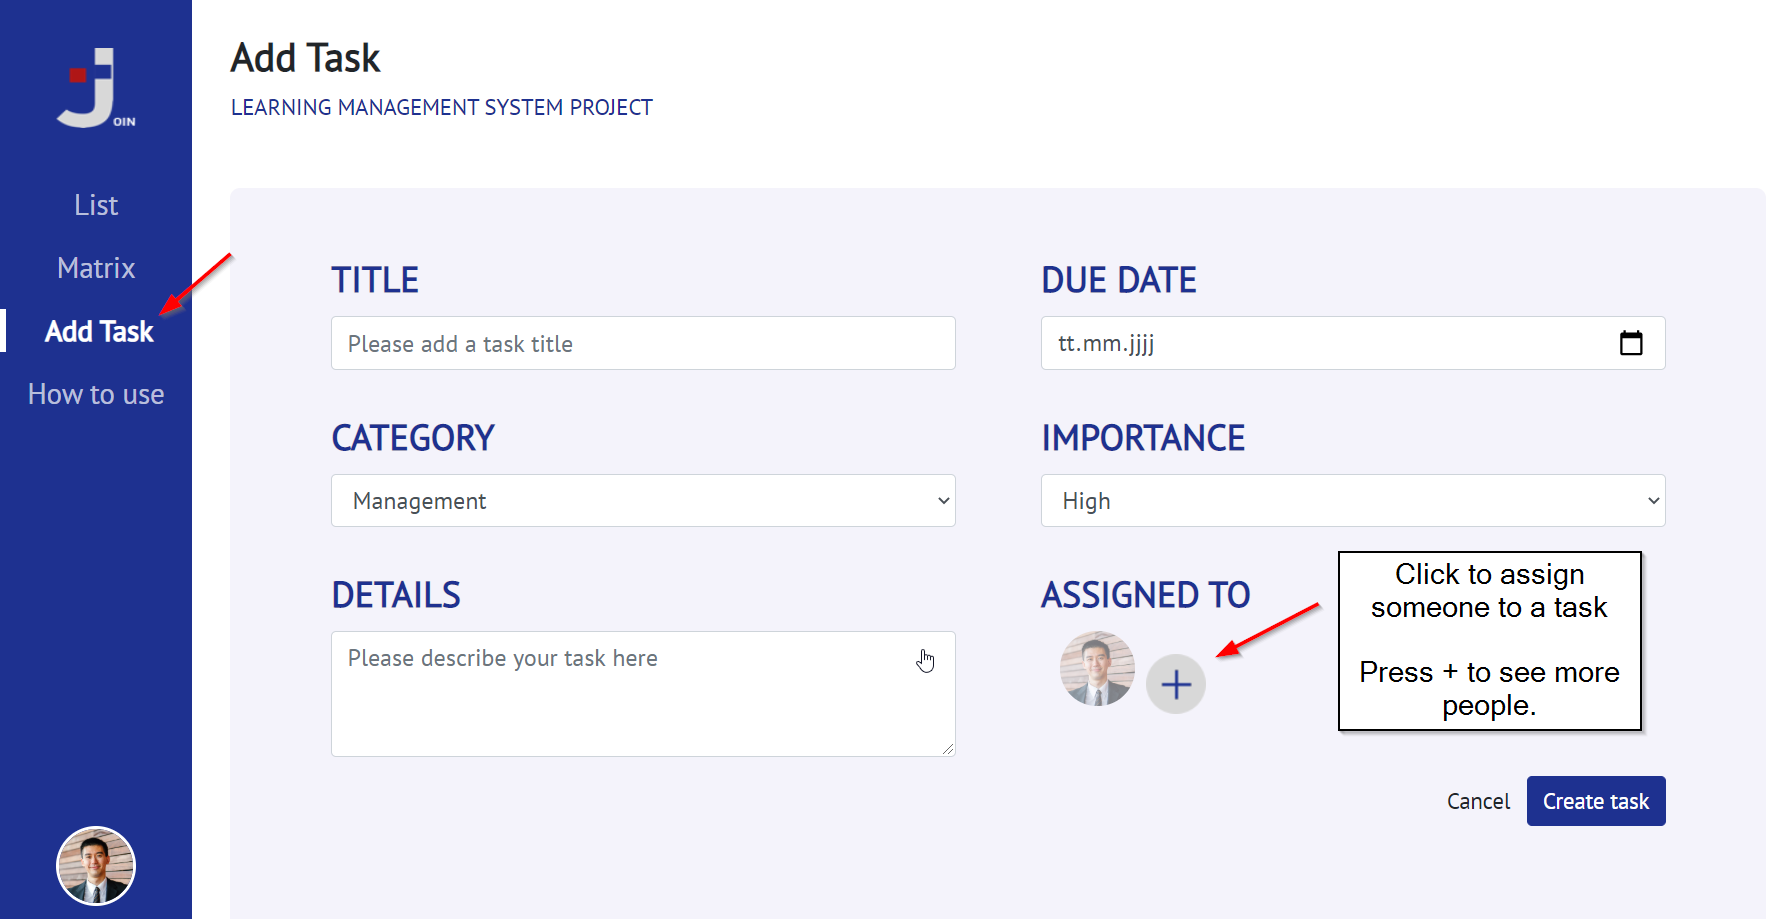 Add Task
LEARNING MANAGEMENT SYSTEM PROJECT
J
OIN
List
Matrix
Add Task
How to use
TITLE
Please add a task title
DUE DATE
tt.mm.jjjj
CATEGORY
Management
IMPORTANCE
High
DETAILS
Please describe your task here
ASSIGNED TO
+
Click to assign
someone to a task
Press + to see more
people.
Cancel
Create task